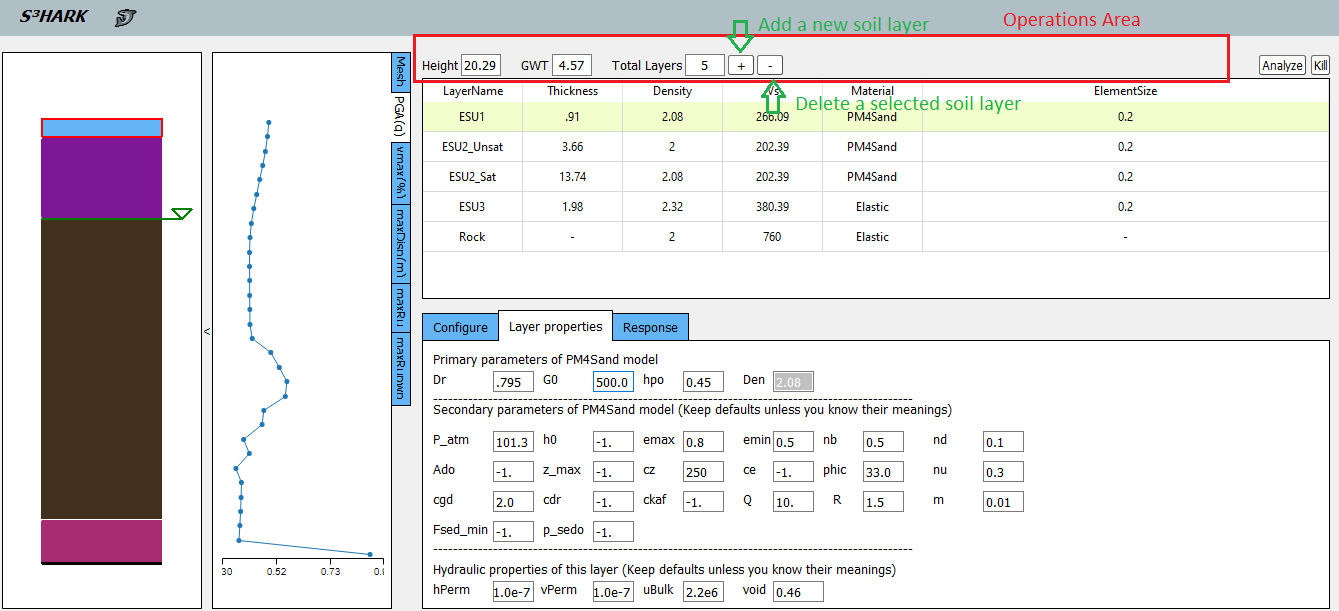 S³HARK
Operations Area
Add a new soil layer
Height 20.29 GWT 4.57 Total Layers 5 + - Analyze Kill
Delete a selected soil layer
LayerName Thickness Density Vs Material ElementSize
ESU1 .91 2.08 266.09 PM4Sand 0.2
ESU2_Unsat 3.66 2 202.39 PM4Sand 0.2
ESU2_Sat 13.74 2.08 202.39 PM4Sand 0.2
ESU3 1.98 2.32 380.39 Elastic 0.2
Rock - 2 760 Elastic -
Mesh
PGA(g)
γmax(%)
maxDisp(m)
maxRu
maxRumwn
<
30 0.52 0.73 0.9
Configure Layer properties Response
Primary parameters of PM4Sand model
Dr .795 G0 500.0 hpo 0.45 Den 2.08
Secondary parameters of PM4Sand model (Keep defaults unless you know their meanings)
P_atm 101.3 h0 -1. emax 0.8 emin 0.5 nb 0.5 nd 0.1
Ado -1. z_max -1. cz 250 ce -1. phic 33.0 nu 0.3
cgd 2.0 cdr -1. ckaf -1. Q 10. R 1.5 m 0.01
Fsed_min -1. p_sedo -1.
Hydraulic properties of this layer (Keep defaults unless you know their meanings)
hPerm 1.0e-7 vPerm 1.0e-7 uBulk 2.2e6 void 0.46